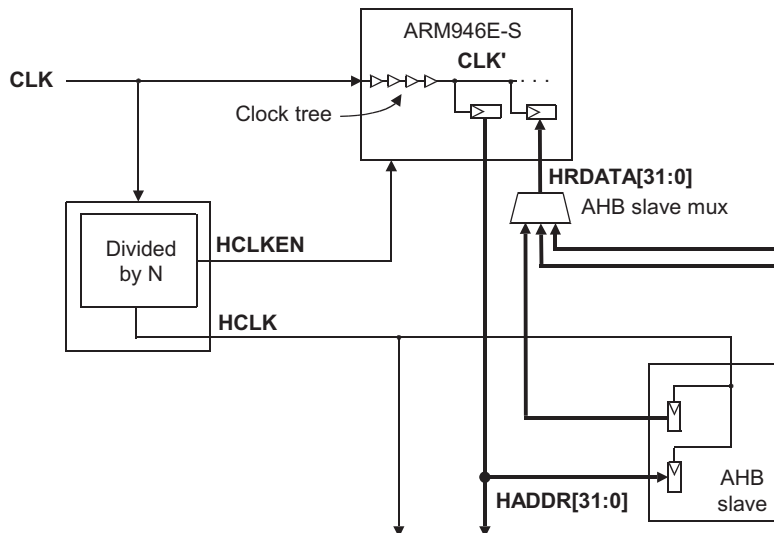 ARM946E-S
CLK'
CLK
· · ·
Clock tree
HRDATA[31:0]
AHB slave mux
Divided
by N
HCLKEN
HCLK
HADDR[31:0]
AHB
slave